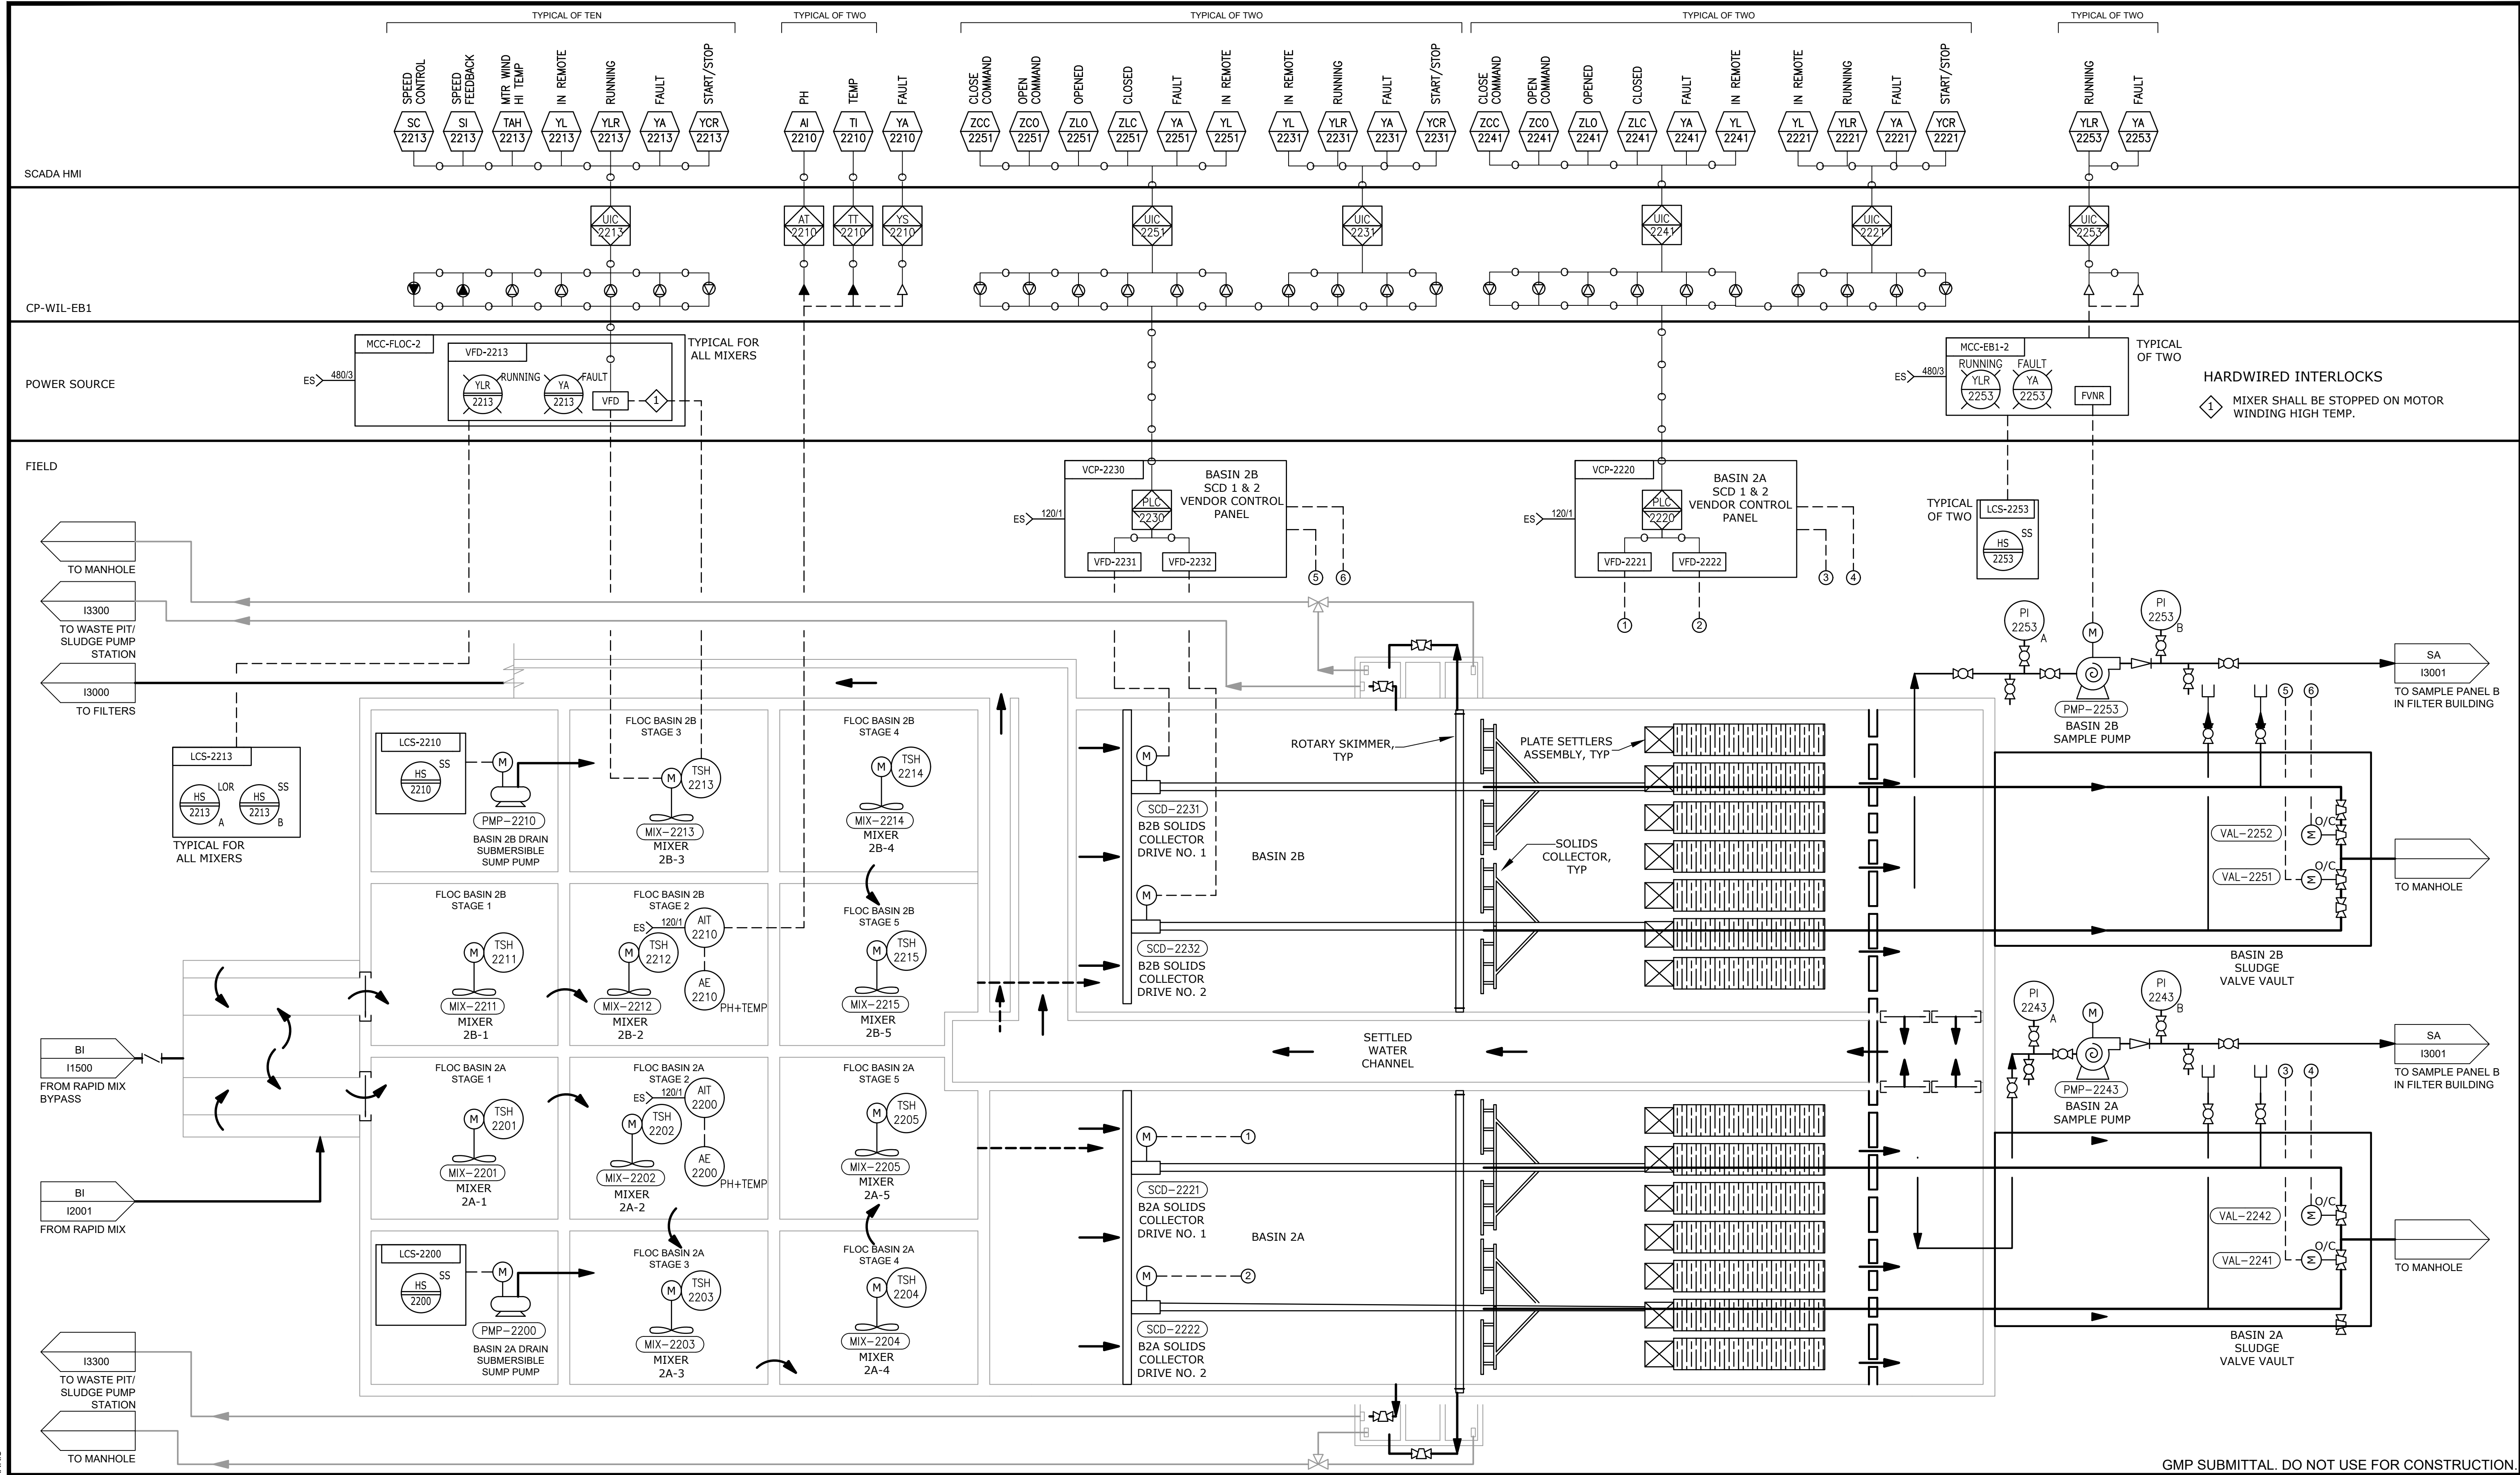 TYPICAL OF TEN
TYPICAL OF TWO
TYPICAL OF TWO
TYPICAL OF TWO
TYPICAL OF TWO
SPEED CONTROL
SPEED FEEDBACK
MTR WIND HI TEMP
IN REMOTE
RUNNING
FAULT
START/STOP
PH
TEMP
FAULT
CLOSE COMMAND
OPEN COMMAND
OPENED
CLOSED
FAULT
IN REMOTE
IN REMOTE
RUNNING
FAULT
START/STOP
CLOSE COMMAND
OPEN COMMAND
OPENED
CLOSED
FAULT
IN REMOTE
IN REMOTE
RUNNING
FAULT
START/STOP
RUNNING
FAULT
SC 2213
SI 2213
TAH 2213
YL 2213
YLR 2213
YA 2213
YCR 2213
AI 2210
TI 2210
YA 2210
ZCC 2251
ZCO 2251
ZLO 2251
ZLC 2251
YA 2251
YL 2251
YL 2231
YLR 2231
YA 2231
YCR 2231
ZCC 2241
ZCO 2241
ZLO 2241
ZLC 2241
YA 2241
YL 2241
YL 2221
YLR 2221
YA 2221
YCR 2221
YLR 2253
YA 2253
SCADA HMI
UIC 2213
AT 2210
TT 2210
YS 2210
UIC 2251
UIC 2231
UIC 2241
UIC 2221
UIC 2253
CP-WIL-EB1
POWER SOURCE
ES 480/3
MCC-FLOC-2
VFD-2213
YLR 2213
RUNNING
YA 2213
FAULT
VFD
1
TYPICAL FOR
ALL MIXERS
ES 480/3
MCC-EB1-2
RUNNING
FAULT
YLR 2253
YA 2253
FVNR
TYPICAL
OF TWO
HARDWIRED INTERLOCKS
1 MIXER SHALL BE STOPPED ON MOTOR
WINDING HIGH TEMP.
FIELD
VCP-2230
BASIN 2B
SCD 1 & 2
VENDOR CONTROL
PANEL
ES 120/1
PLC 2230
VFD-2231
VFD-2232
5
6
VCP-2220
BASIN 2A
SCD 1 & 2
VENDOR CONTROL
PANEL
ES 120/1
PLC 2220
VFD-2221
VFD-2222
3
4
1
2
TYPICAL
OF TWO
LCS-2253
HS 2253
SS
TO MANHOLE
I3300
TO WASTE PIT/
SLUDGE PUMP
STATION
I3000
TO FILTERS
LCS-2213
HS 2213
LOR
A
HS 2213
SS
B
TYPICAL FOR
ALL MIXERS
LCS-2210
HS 2210
SS
M
PMP-2210
BASIN 2B DRAIN
SUBMERSIBLE
SUMP PUMP
FLOC BASIN 2B
STAGE 3
M
TSH 2213
MIX-2213
MIXER
2B-3
FLOC BASIN 2B
STAGE 4
M
TSH 2214
MIX-2214
MIXER
2B-4
FLOC BASIN 2B
STAGE 1
M
TSH 2211
MIX-2211
MIXER
2B-1
FLOC BASIN 2B
STAGE 2
ES 120/1
AIT 2210
M
TSH 2212
AE 2210
PH+TEMP
MIX-2212
MIXER
2B-2
FLOC BASIN 2B
STAGE 5
M
TSH 2215
MIX-2215
MIXER
2B-5
BI
I1500
FROM RAPID MIX
BYPASS
BI
I2001
FROM RAPID MIX
FLOC BASIN 2A
STAGE 1
M
TSH 2201
MIX-2201
MIXER
2A-1
FLOC BASIN 2A
STAGE 2
ES 120/1
AIT 2200
M
TSH 2202
AE 2200
PH+TEMP
MIX-2202
MIXER
2A-2
FLOC BASIN 2A
STAGE 5
M
TSH 2205
MIX-2205
MIXER
2A-5
LCS-2200
HS 2200
SS
M
PMP-2200
BASIN 2A DRAIN
SUBMERSIBLE
SUMP PUMP
FLOC BASIN 2A
STAGE 3
M
TSH 2203
MIX-2203
MIXER
2A-3
FLOC BASIN 2A
STAGE 4
M
TSH 2204
MIX-2204
MIXER
2A-4
I3300
TO WASTE PIT/
SLUDGE PUMP
STATION
TO MANHOLE
M
SCD-2231
B2B SOLIDS
COLLECTOR
DRIVE NO. 1
BASIN 2B
M
SCD-2232
B2B SOLIDS
COLLECTOR
DRIVE NO. 2
ROTARY SKIMMER,
TYP
PLATE SETTLERS
ASSEMBLY, TYP
SOLIDS
COLLECTOR,
TYP
SETTLED
WATER
CHANNEL
M
1
SCD-2221
B2A SOLIDS
COLLECTOR
DRIVE NO. 1
BASIN 2A
M
2
SCD-2222
B2A SOLIDS
COLLECTOR
DRIVE NO. 2
PI 2253
A
M
PI 2253
B
PMP-2253
BASIN 2B
SAMPLE PUMP
SA
I3001
TO SAMPLE PANEL B
IN FILTER BUILDING
5
6
VAL-2252
M
O/C
VAL-2251
M
O/C
TO MANHOLE
BASIN 2B
SLUDGE
VALVE VAULT
PI 2243
A
M
PI 2243
B
PMP-2243
BASIN 2A
SAMPLE PUMP
SA
I3001
TO SAMPLE PANEL B
IN FILTER BUILDING
3
4
VAL-2242
M
O/C
VAL-2241
M
O/C
TO MANHOLE
BASIN 2A
SLUDGE
VALVE VAULT
GMP SUBMITTAL. DO NOT USE FOR CONSTRUCTION.